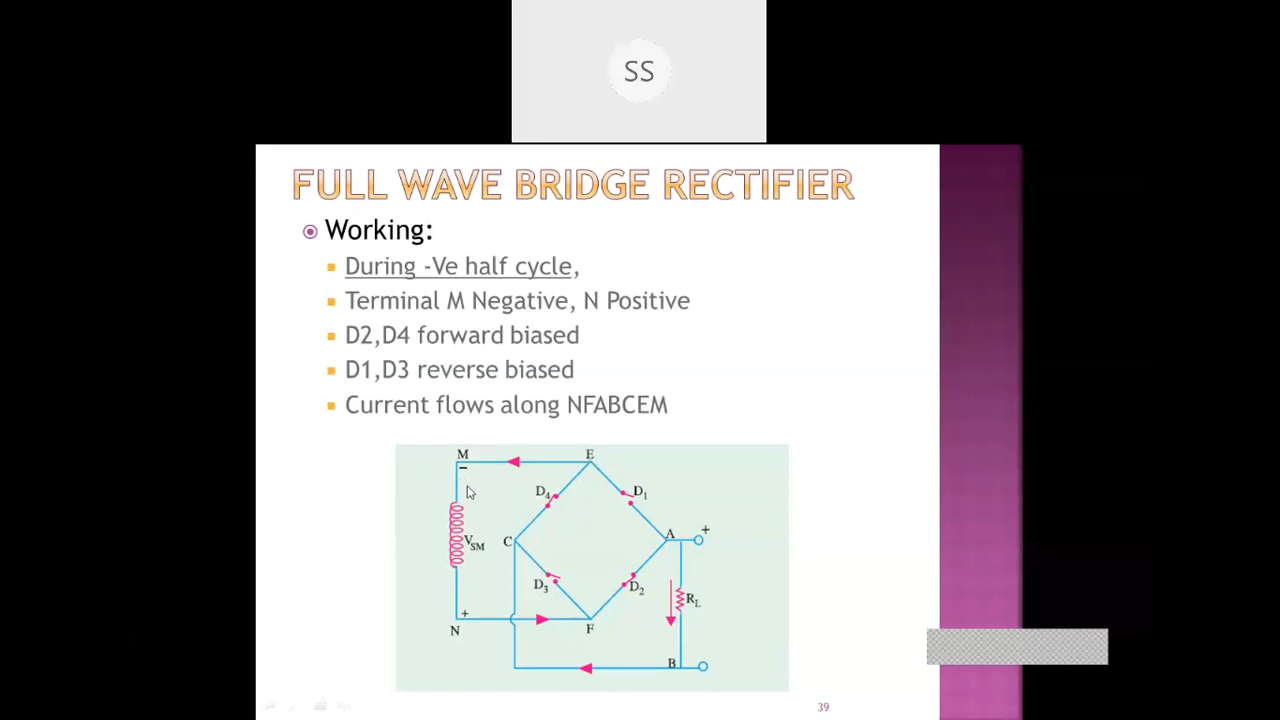 SS
FULL WAVE BRIDGE RECTIFIER
Working:
During -Ve half cycle,
Terminal M Negative, N Positive
D2,D4 forward biased
D1,D3 reverse biased
Current flows along NFABCEM
M E
−
D4 D1
A +
C
VSM
D3 D2
RL
+
N F
B
39